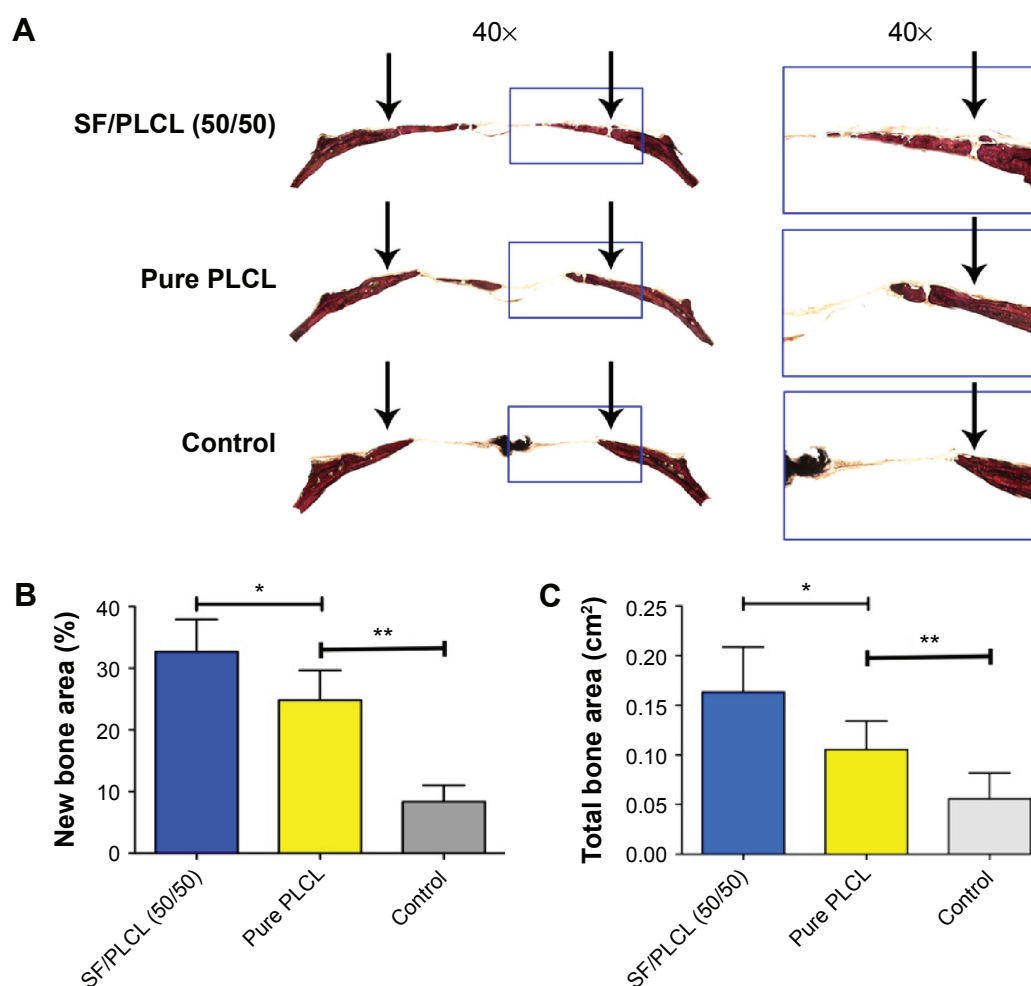 A
40×
40×
SF/PLCL (50/50)
Pure PLCL
Control
B
New bone area (%)
40
30
20
10
0
*
**
SF/PLCL (50/50)
Pure PLCL
Control
C
Total bone area (cm²)
0.25
0.20
0.15
0.10
0.05
0.00
*
**
SF/PLCL (50/50)
Pure PLCL
Control